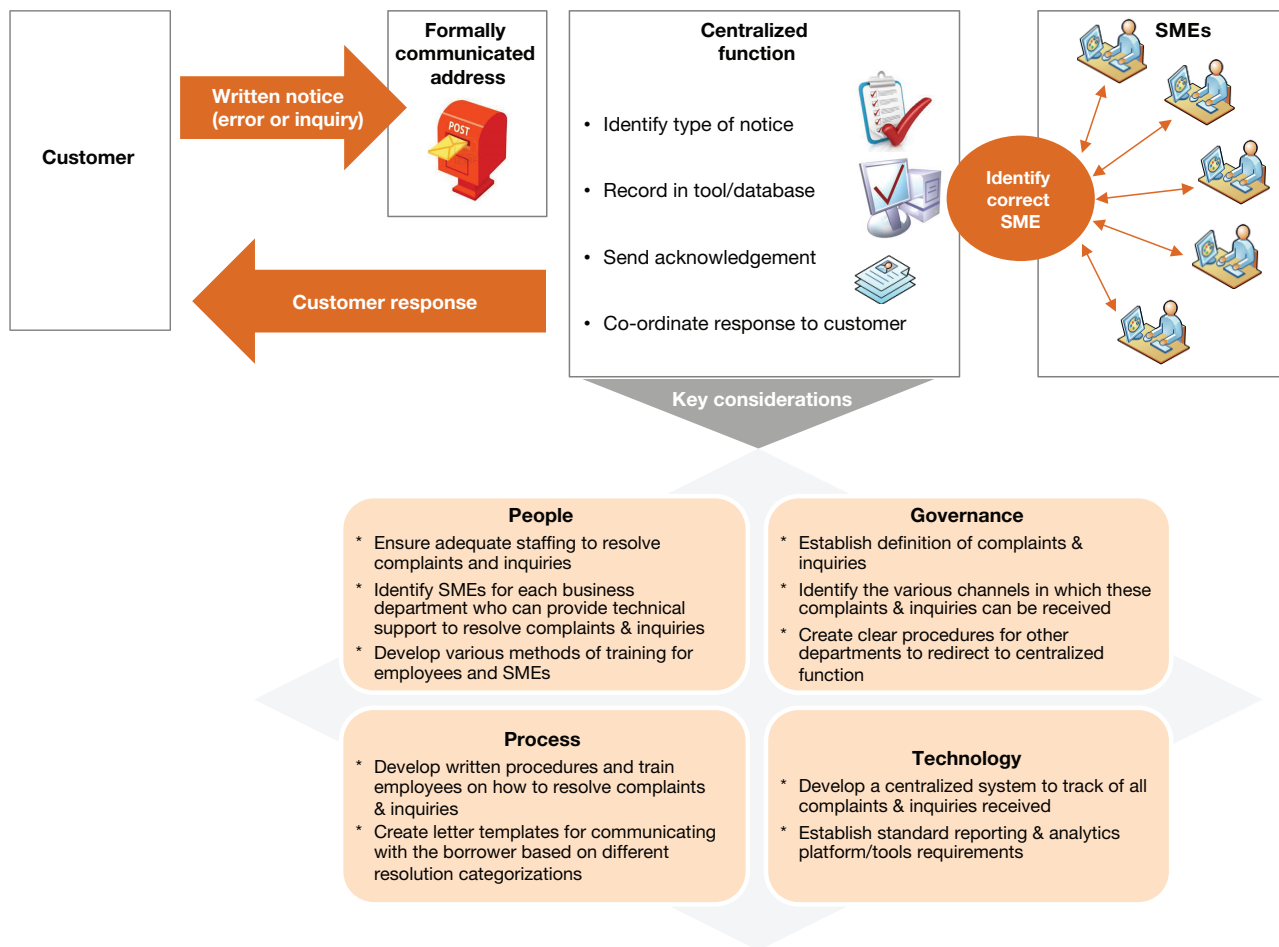 Customer
Written notice
(error or inquiry)
Formally
communicated
address
POST
Customer response
Centralized
function
• Identify type of notice
• Record in tool/database
• Send acknowledgement
• Co-ordinate response to customer
Identify
correct
SME
SMEs
Key considerations
People
* Ensure adequate staffing to resolve
complaints and inquiries
* Identify SMEs for each business
department who can provide technical
support to resolve complaints & inquiries
* Develop various methods of training for
employees and SMEs
Governance
* Establish definition of complaints &
inquiries
* Identify the various channels in which these
complaints & inquiries can be received
* Create clear procedures for other
departments to redirect to centralized
function
Process
* Develop written procedures and train
employees on how to resolve complaints
& inquiries
* Create letter templates for communicating
with the borrower based on different
resolution categorizations
Technology
* Develop a centralized system to track of all
complaints & inquiries received
* Establish standard reporting & analytics
platform/tools requirements